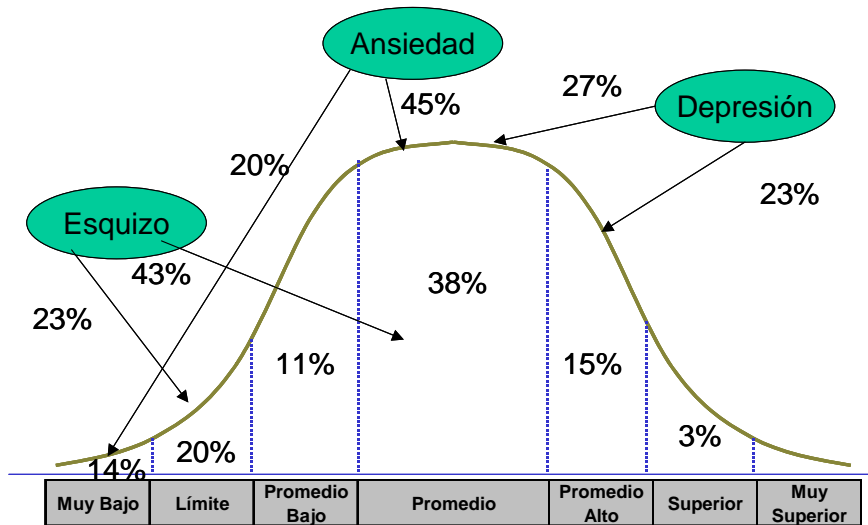 Ansiedad
45%
27%
Depresión
20%
23%
Esquizo
43%
38%
23%
11%
15%
20%
3%
14%
Muy Bajo
Límite
Promedio
Bajo
Promedio
Promedio
Alto
Superior
Muy
Superior